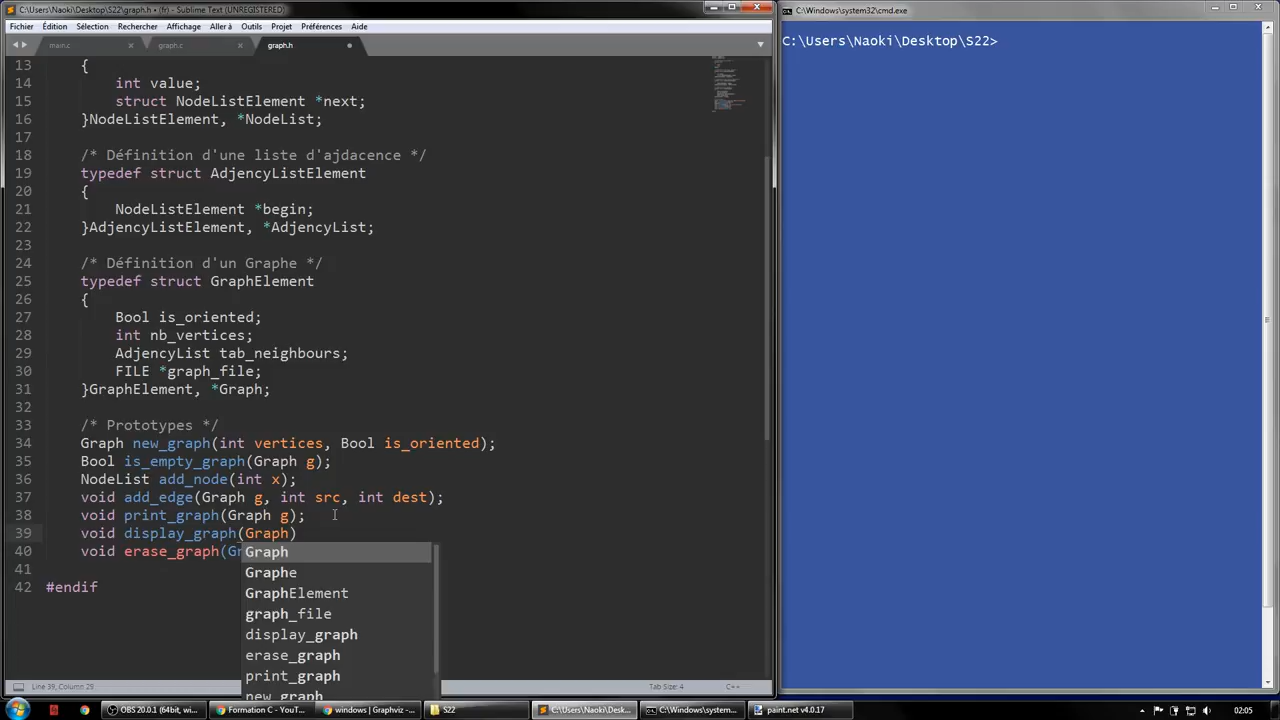 C:\Users\Naoki\Desktop\S22\graph.h • (fr) - Sublime Text (UNREGISTERED)
Fichier Édition Sélection Rechercher Affichage Aller à Outils Projet Préférences Aide
main.c graph.c graph.h
13 {
14 int value;
15 struct NodeListElement *next;
16 }NodeListElement, *NodeList;
17
18 /* Définition d'une liste d'ajdacence */
19 typedef struct AdjencyListElement
20 {
21 NodeListElement *begin;
22 }AdjencyListElement, *AdjencyList;
23
24 /* Définition d'un Graphe */
25 typedef struct GraphElement
26 {
27 Bool is_oriented;
28 int nb_vertices;
29 AdjencyList tab_neighbours;
30 FILE *graph_file;
31 }GraphElement, *Graph;
32
33 /* Prototypes */
34 Graph new_graph(int vertices, Bool is_oriented);
35 Bool is_empty_graph(Graph g);
36 NodeList add_node(int x);
37 void add_edge(Graph g, int src, int dest);
38 void print_graph(Graph g);
39 void display_graph(Graph)
40 void erase_graph(Gr
41
42 #endif
Graph
Graphe
GraphElement
graph_file
display_graph
erase_graph
print_graph
new_graph
Line 39, Column 29
Tab Size: 4
C++
C:\Windows\system32\cmd.exe
C:\Users\Naoki\Desktop\S22>
OBS 20.0.1 (64bit, w...
Formation C - YouT...
windows | Graphviz -...
S22
C:\Users\Naoki\Deskt...
C:\Windows\system...
paint.net v4.0.17
02:05